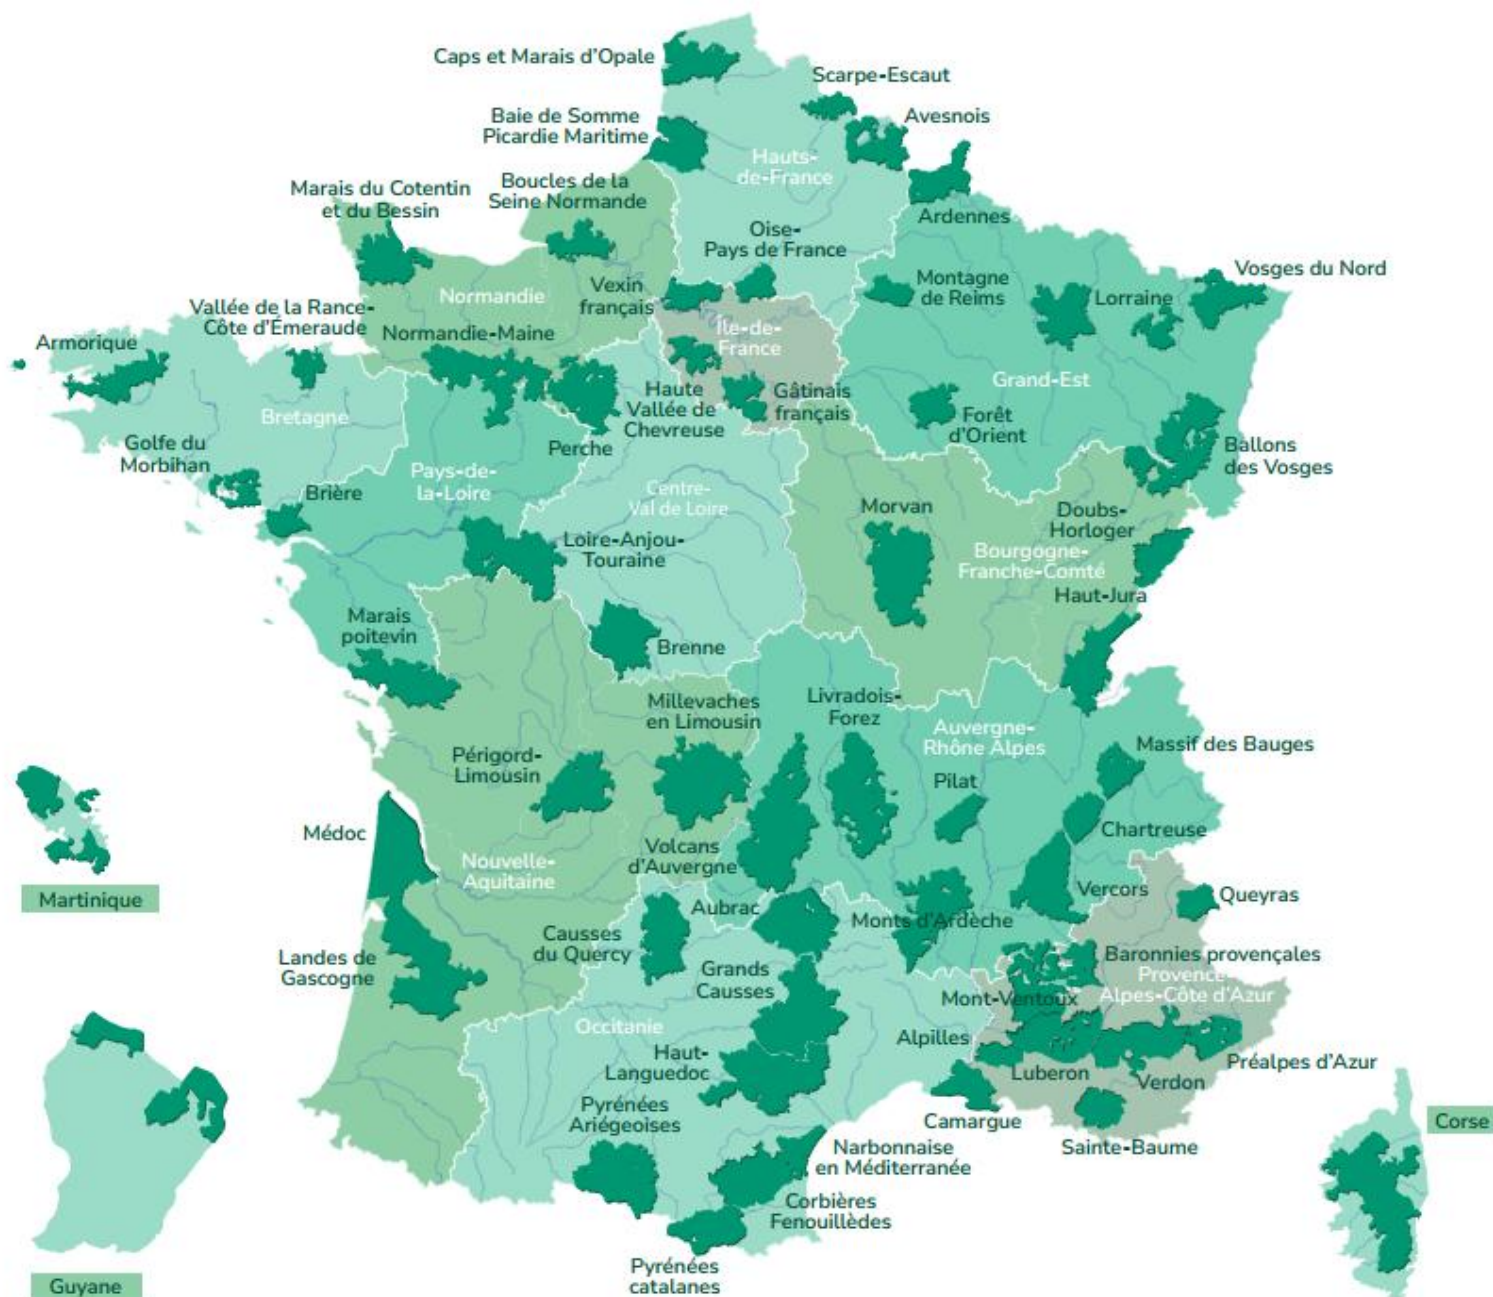 Caps et Marais d'Opale
Scarpe-Escaut
Baie de Somme
Picardie Maritime
Avesnois
Hauts-
de-France
Marais du Cotentin
et du Bessin
Boucles de la
Seine Normande
Ardennes
Oise-
Pays de France
Vosges du Nord
Montagne
de Reims
Lorraine
Vexin
français
Normandie
Vallée de la Rance-
Côte d'Émeraude
Normandie-Maine
Île-de-
France
Armorique
Grand-Est
Haute
Vallée de
Chevreuse
Gâtinais
français
Forêt
d'Orient
Bretagne
Perche
Golfe du
Morbihan
Ballons
des Vosges
Pays-de-
la-Loire
Brière
Centre-
Val de Loire
Morvan
Doubs-
Horloger
Loire-Anjou-
Touraine
Bourgogne-
Franche-Comté
Haut-Jura
Marais
poitevin
Brenne
Millevaches
en Limousin
Livradois-
Forez
Auvergne-
Rhône Alpes
Massif des Bauges
Périgord-
Limousin
Pilat
Médoc
Chartreuse
Volcans
d'Auvergne
Nouvelle-
Aquitaine
Vercors
Martinique
Queyras
Aubrac
Monts d'Ardèche
Causses
du Quercy
Landes de
Gascogne
Baronnies provençales
Grands
Causses
Provence
Alpes-Côte d'Azur
Mont-Ventoux
Occitanie
Alpilles
Haut-
Languedoc
Luberon
Verdon
Préalpes d'Azur
Pyrénées
Ariégeoises
Camargue
Corse
Sainte-Baume
Narbonnaise
en Méditerranée
Corbières
Fenouillèdes
Pyrénées
catalanes
Guyane